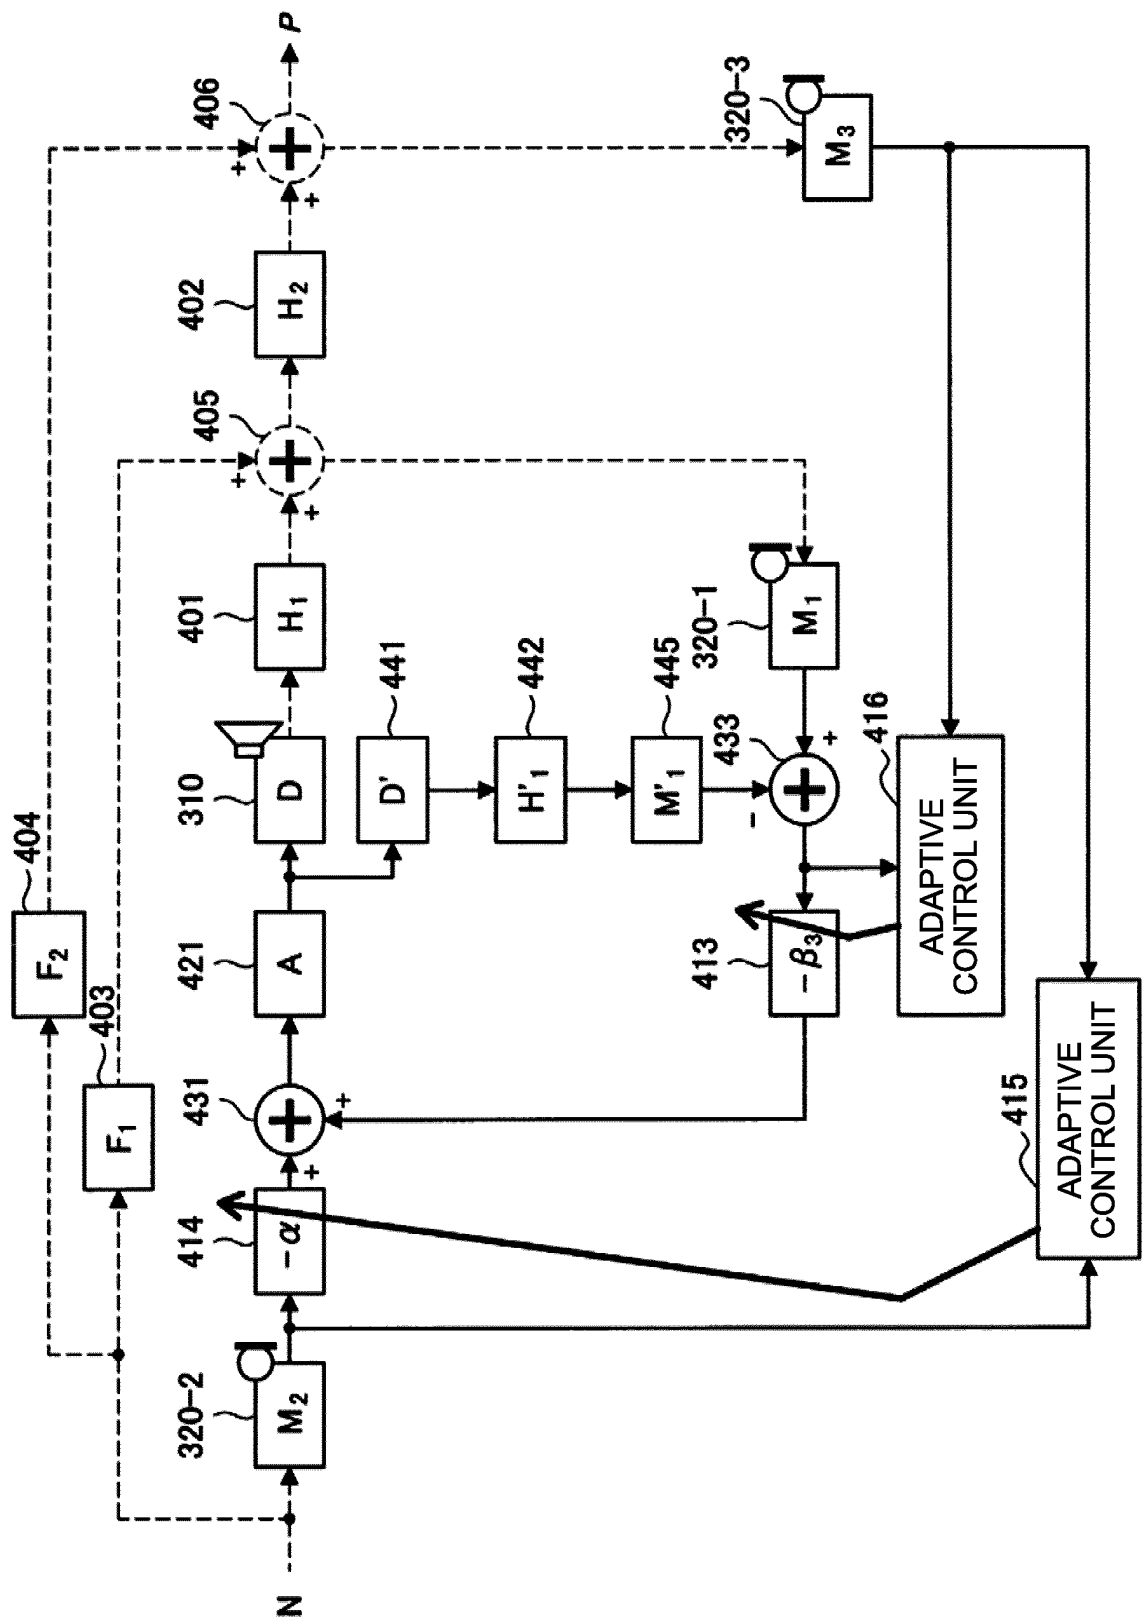 P
406
+
+
320-3
M3
402
H2
405
+
+
401
H1
320-1
M1
404
F2
403
F1
310
D
441
D'
442
H'1
445
M'1
433
+
-
416
ADAPTIVE
CONTROL UNIT
421
A
413
-β3
431
+
+
414
-α
415
ADAPTIVE
CONTROL UNIT
320-2
M2
N